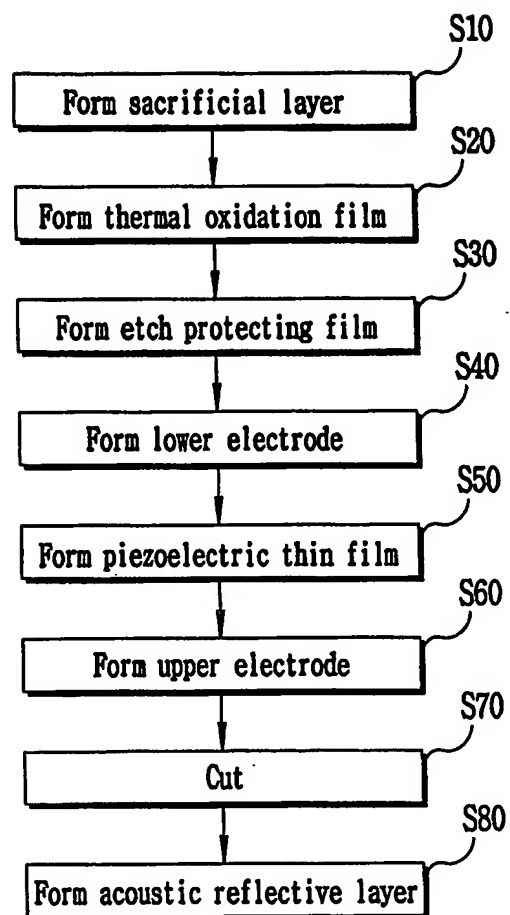 S10
Form sacrificial layer
S20
Form thermal oxidation film
S30
Form etch protecting film
S40
Form lower electrode
S50
Form piezoelectric thin film
S60
Form upper electrode
S70
Cut
S80
Form acoustic reflective layer